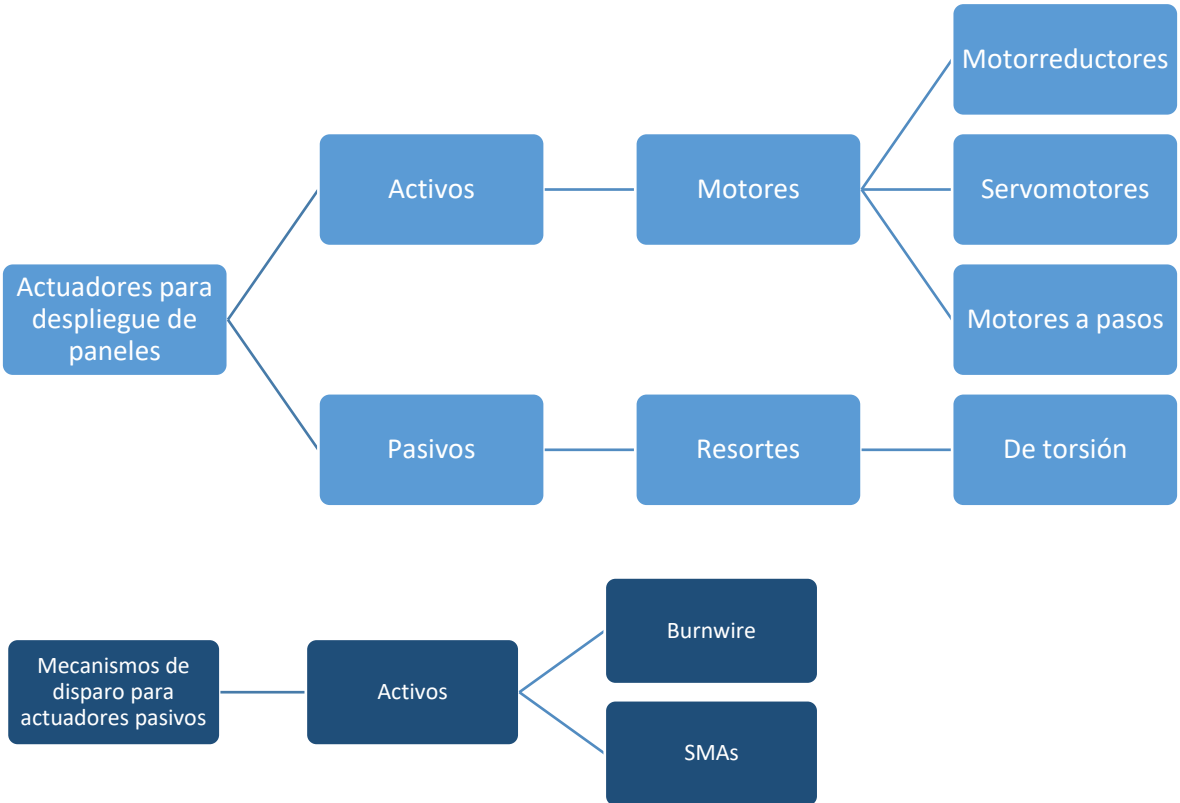 Motorreductores
Activos
Motores
Servomotores
Actuadores para
despliegue de
paneles
Motores a pasos
Pasivos
Resortes
De torsión
Burnwire
Mecanismos de
disparo para
actuadores pasivos
Activos
SMAs